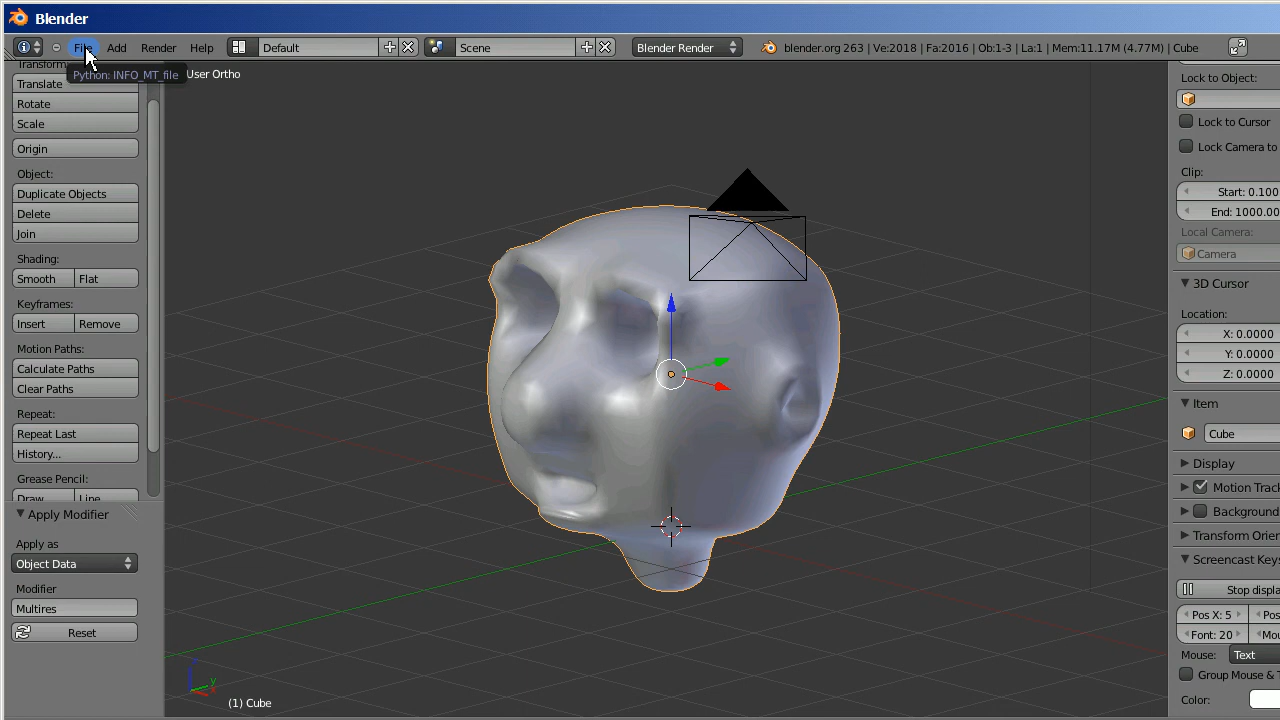 Blender
File Add Render Help Default Scene Blender Render blender.org 263 | Ve:2018 | Fa:2016 | Ob:1-3 | La:1 | Mem:11.17M (4.77M) | Cube
Python: INFO_MT_file
User Ortho
Translate
Rotate
Scale
Origin
Object:
Duplicate Objects
Delete
Join
Shading:
Smooth Flat
Keyframes:
Insert Remove
Motion Paths:
Calculate Paths
Clear Paths
Repeat:
Repeat Last
History...
Grease Pencil:
Draw Line
Apply Modifier
Apply as
Object Data
Modifier
Multires
Reset
(1) Cube
Lock to Object:
Lock to Cursor
Lock Camera to
Clip:
Start: 0.100
End: 1000.00
Local Camera:
Camera
3D Cursor
Location:
X: 0.0000
Y: 0.0000
Z: 0.0000
Item
Cube
Display
Motion Track
Background
Transform Orien
Screencast Keys
Stop displa
Pos X: 5 Pos
Font: 20 Mou
Mouse: Text
Group Mouse & T
Color: